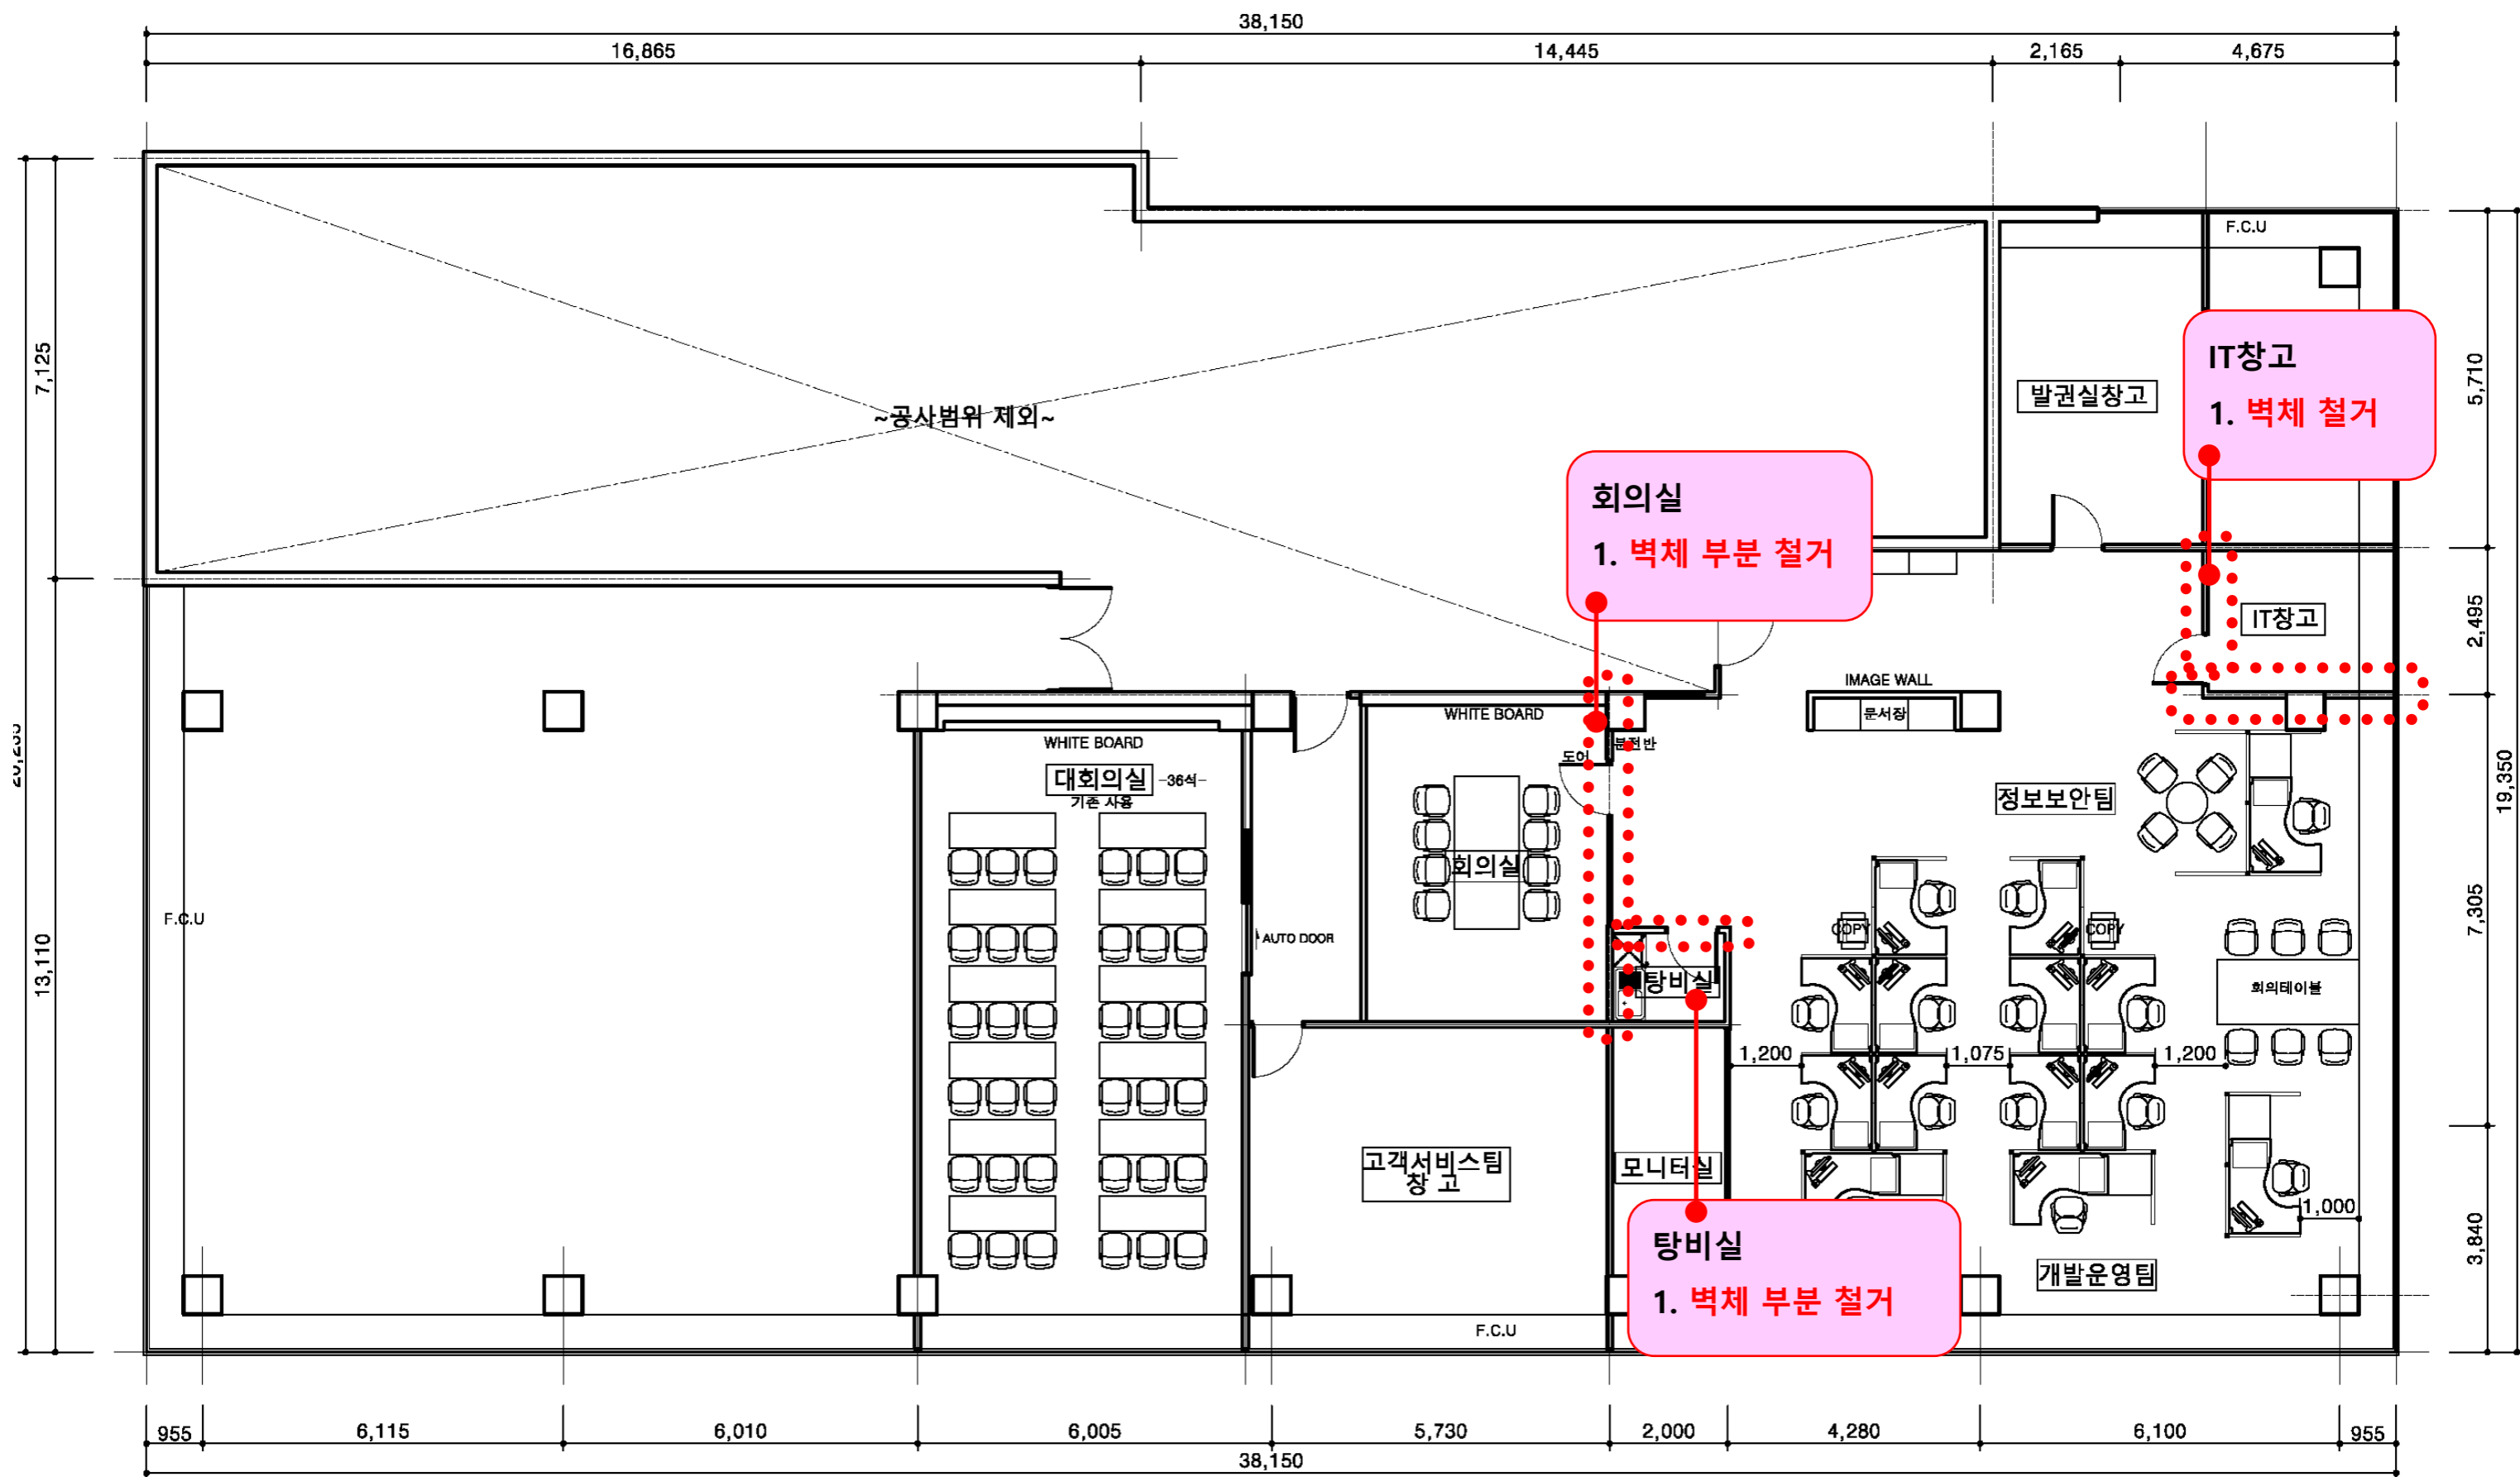 38,150
16,865
14,445
2,165
4,675
F.C.U
7,125
5,710
IT창고
1. 벽체 철거
발권실창고
~공사범위 제외~
회의실
1. 벽체 부분 철거
2,495
IT창고
IMAGE WALL
문서장
WHITE BOARD
WHITE BOARD
분전반
도어
대회의실 -36석-
기존 사용
정보보안팀
19,350
회의실
F.C.U
AUTO DOOR
COPY
COPY
7,305
13,110
탕비실
회의테이블
1,200
1,075
1,200
고객서비스팀
창 고
모니터실
1,000
탕비실
1. 벽체 부분 철거
개발운영팀
3,840
F.C.U
955
6,115
6,010
6,005
5,730
2,000
4,280
6,100
955
38,150